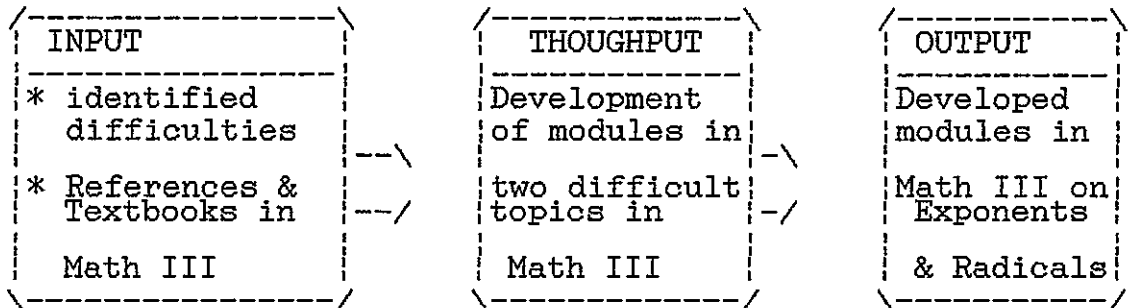 INPUT
* identified
difficulties
* References &
Textbooks in
Math III
THOUGHPUT
Development
of modules in
two difficult
topics in
Math III
OUTPUT
Developed
modules in
Math III on
Exponents
& Radicals